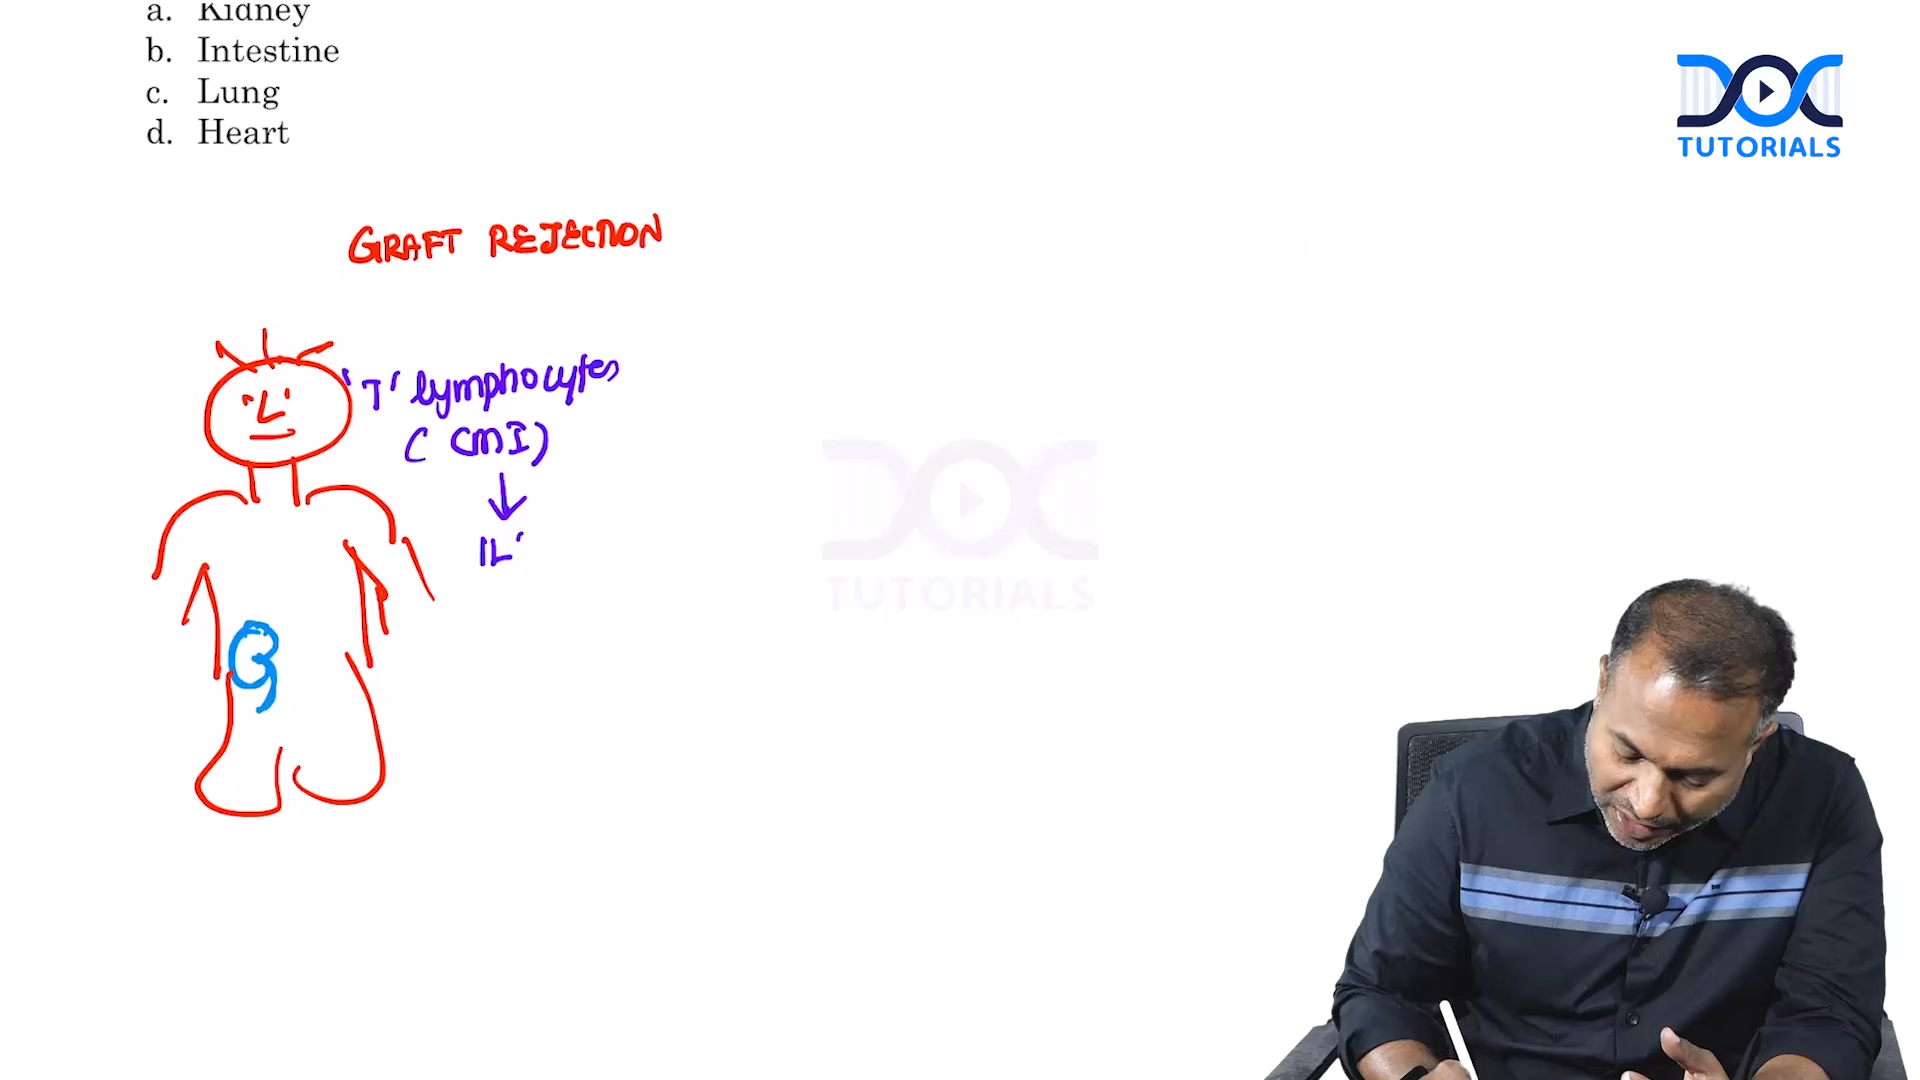 a. Kidney
b. Intestine
c. Lung
d. Heart
TUTORIALS
GRAFT REJECTION
'T' lymphocytes
( CMI)
↓
IL'
TUTORIALS